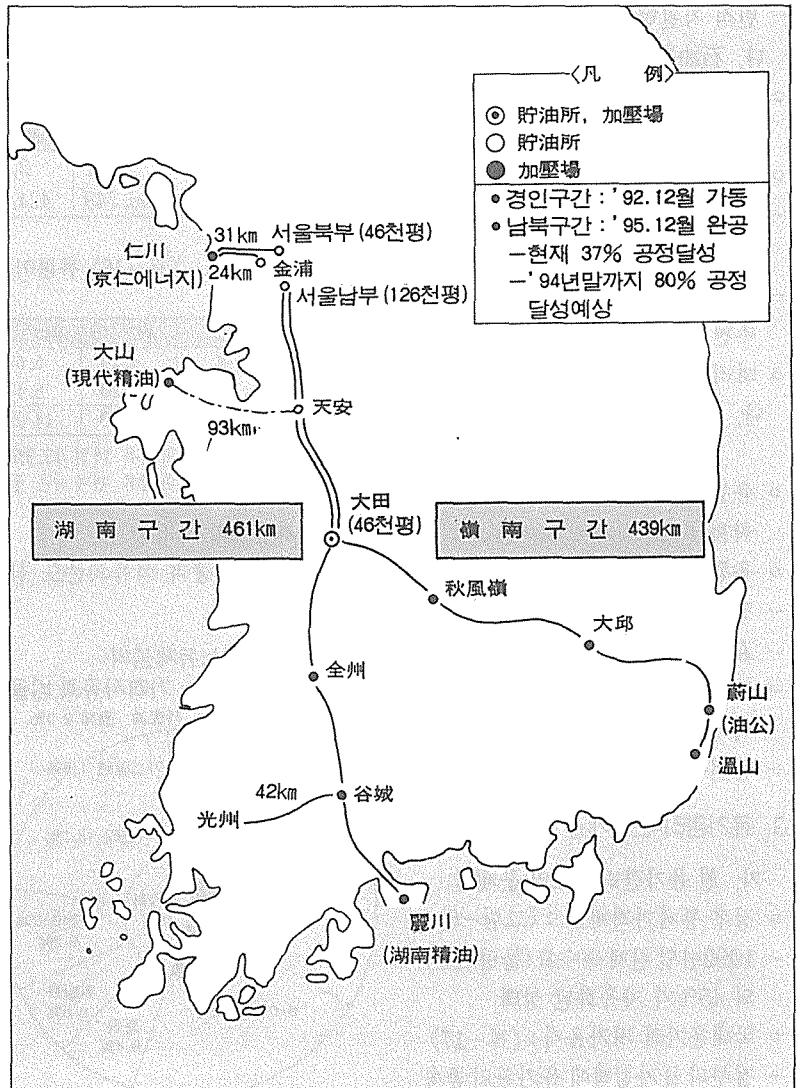 〈凡 例〉
◎ 貯油所, 加壓場
○ 貯油所
● 加壓場
• 경인구간 : '92.12월 가동
• 남북구간 : '95.12월 완공
－현재 37% 공정달성
－'94년말까지 80% 공정
달성예상
31km
서울북부 (46천평)
仁川
(京仁에너지)
24km
金浦
서울남부 (126천평)
大山
(現代精油)
天安
93km
大田
(46천평)
湖南구간 461km
嶺南구간 439km
秋風嶺
大邱
全州
蔚山
(油公)
溫山
42km
谷城
光州
麗川
(湖南精油)